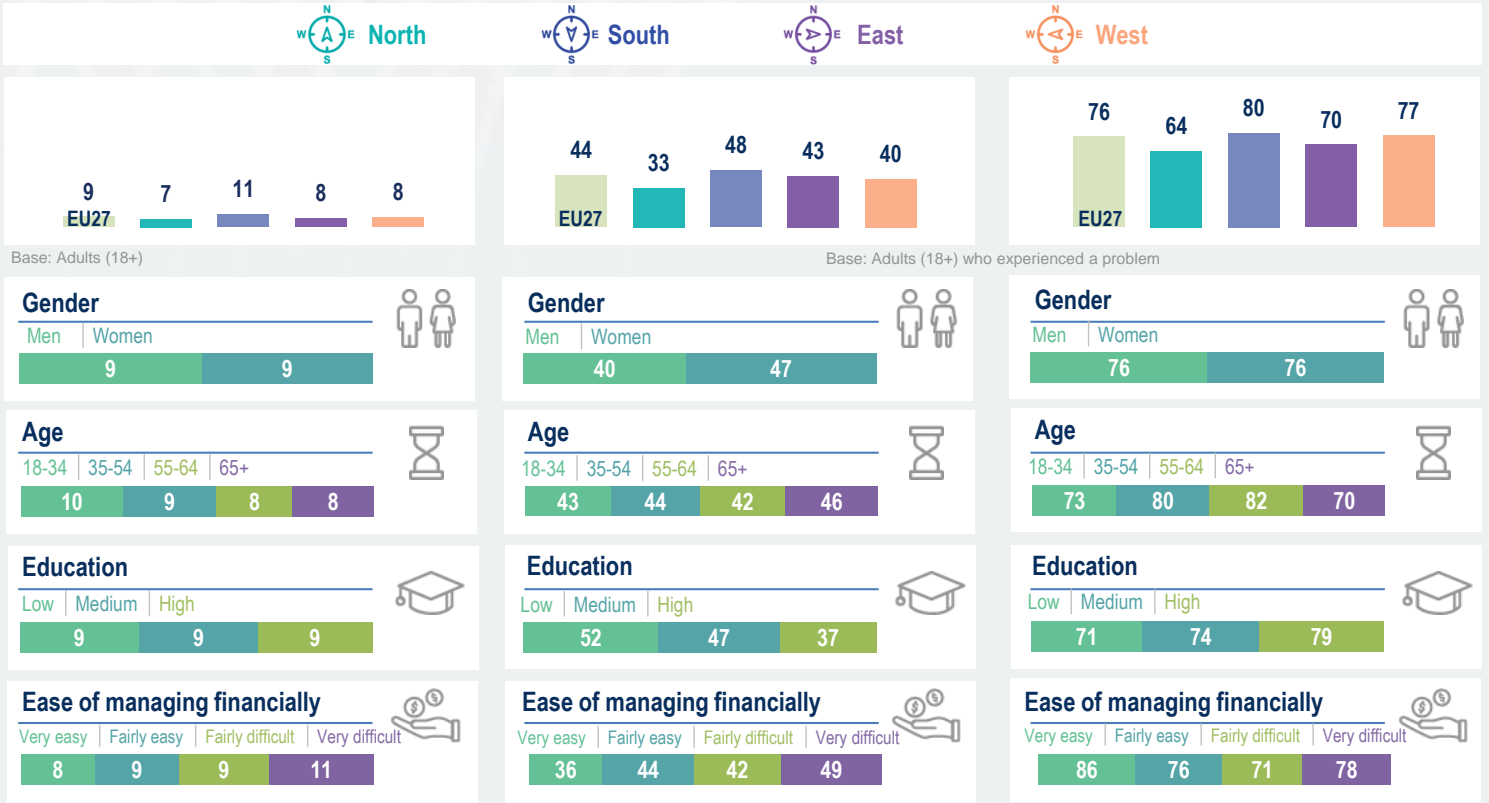 N N N N
W E North W E South W E East W E West
S S S S
9 7 11 8 8
EU27
44 33 48 43 40
EU27
76 64 80 70 77
EU27
Base: Adults (18+)
Base: Adults (18+) who experienced a problem
Gender
Men Women
9 9
Gender
Men Women
40 47
Gender
Men Women
76 76
Age
18-34 35-54 55-64 65+
10 9 8 8
Age
18-34 35-54 55-64 65+
43 44 42 46
Age
18-34 35-54 55-64 65+
73 80 82 70
Education
Low Medium High
9 9 9
Education
Low Medium High
52 47 37
Education
Low Medium High
71 74 79
Ease of managing financially
$ $
Very easy Fairly easy Fairly difficult Very difficult
8 9 9 11
Ease of managing financially
$ $
Very easy Fairly easy Fairly difficult Very difficult
36 44 42 49
Ease of managing financially
$ $
Very easy Fairly easy Fairly difficult Very difficult
86 76 71 78